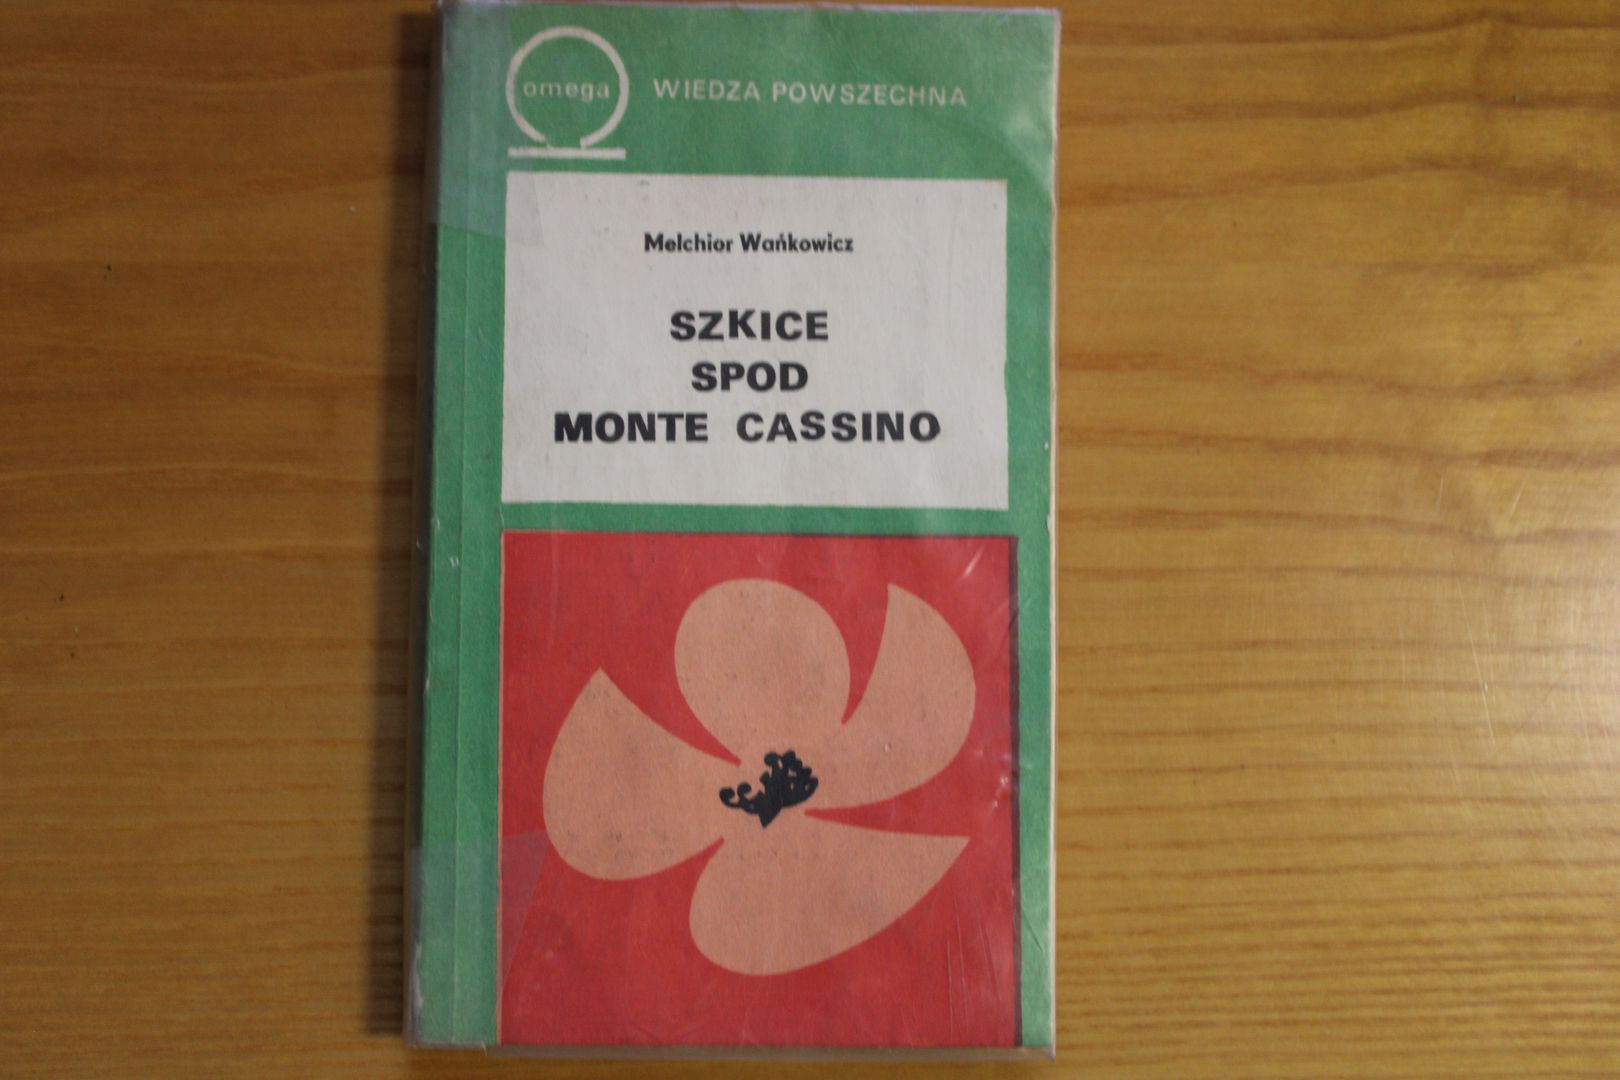 omega
WIEDZA POWSZECHNA
Melchior Wańkowicz
SZKICE
SPOD
MONTE CASSINO